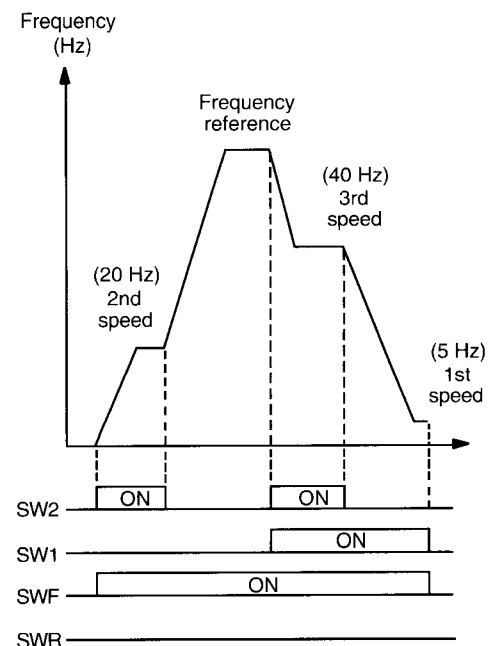 Frequency
(Hz)
Frequency
reference
(40 Hz)
3rd
speed
(20 Hz)
2nd
speed
(5 Hz)
1st
speed
SW2
ON
ON
SW1
ON
SWF
ON
SWR